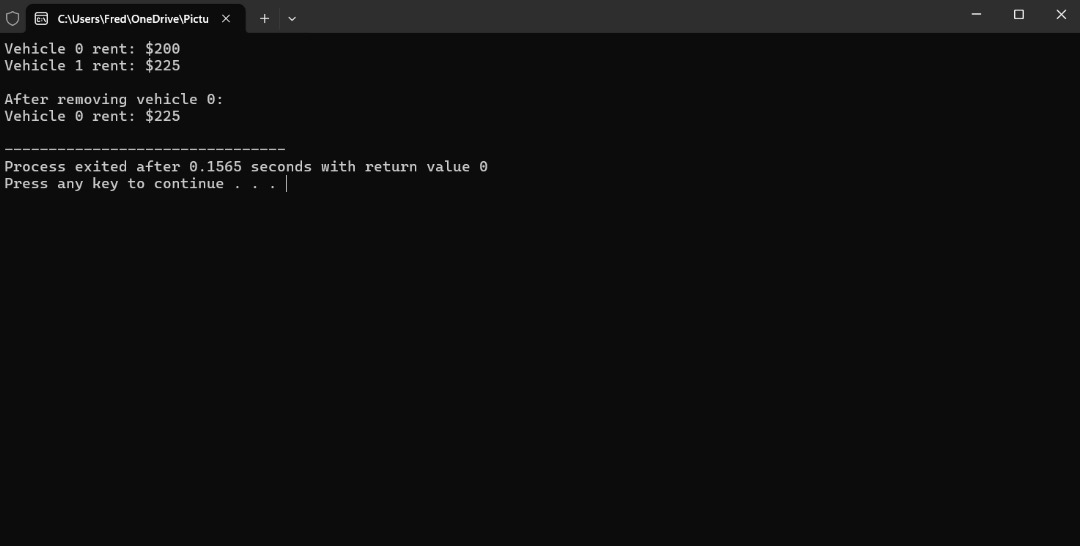 C:\Users\Fred\OneDrive\Pictu
Vehicle 0 rent: $200
Vehicle 1 rent: $225
After removing vehicle 0:
Vehicle 0 rent: $225
--------------------------------
Process exited after 0.1565 seconds with return value 0
Press any key to continue . . .